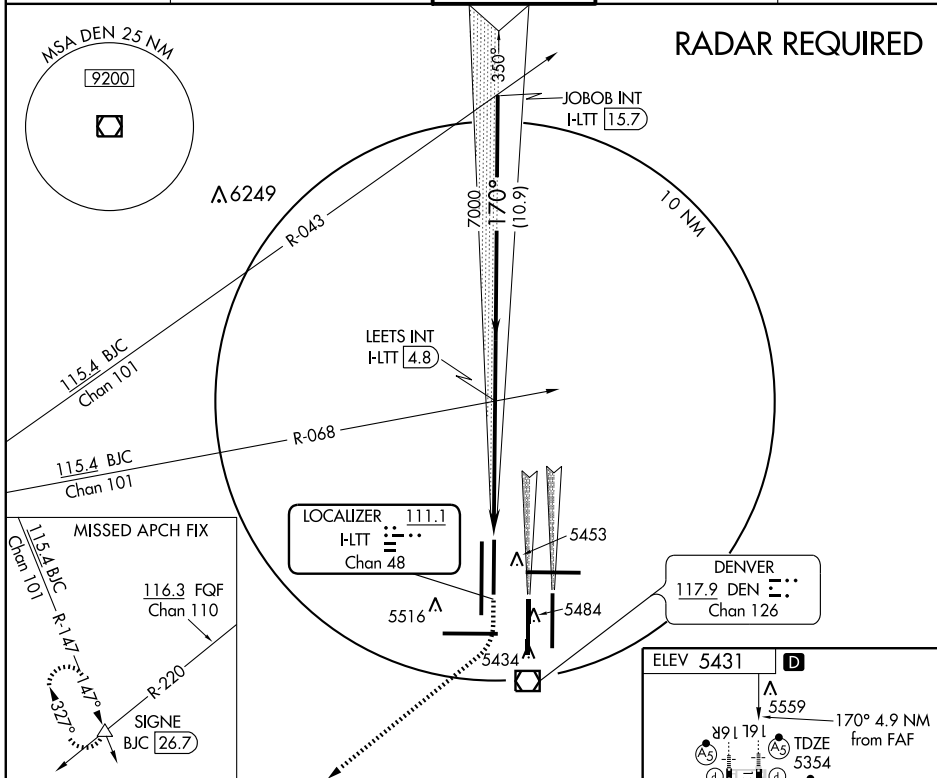 MSA DEN 25 NM
9200
RADAR REQUIRED
350°
JOBOB INT
I-LTT 15.7
6249
7000
170°
(10.9)
10 NM
R-043
LEETS INT
I-LTT 4.8
115.4 BJC
Chan 101
R-068
115.4 BJC
Chan 101
LOCALIZER 111.1
I-LTT
Chan 48
5453
5516
5484
5434
DENVER
117.9 DEN
Chan 126
MISSED APCH FIX
115.4 BJC
Chan 101
R-147
147°
116.3 FQF
Chan 110
R-220
327°
SIGNE
BJC 26.7
ELEV 5431
D
5559
170° 4.9 NM
from FAF
16R
16L
A5
A5
TDZE
5354